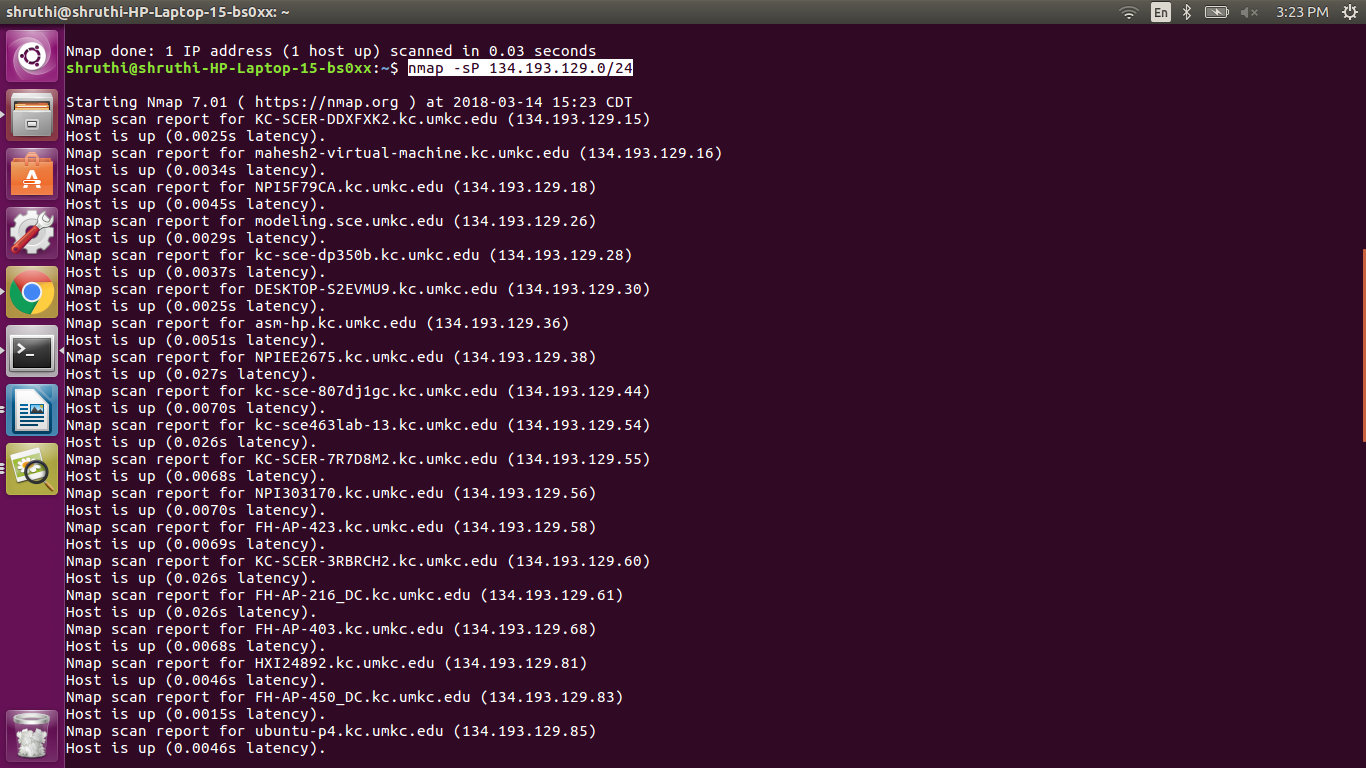 shruthi@shruthi-HP-Laptop-15-bs0xx: ~
En
3:23 PM
Nmap done: 1 IP address (1 host up) scanned in 0.03 seconds
shruthi@shruthi-HP-Laptop-15-bs0xx:~$ nmap -sP 134.193.129.0/24
Starting Nmap 7.01 ( https://nmap.org ) at 2018-03-14 15:23 CDT
Nmap scan report for KC-SCER-DDXFXK2.kc.umkc.edu (134.193.129.15)
Host is up (0.0025s latency).
Nmap scan report for mahesh2-virtual-machine.kc.umkc.edu (134.193.129.16)
Host is up (0.0034s latency).
Nmap scan report for NPI5F79CA.kc.umkc.edu (134.193.129.18)
Host is up (0.0045s latency).
Nmap scan report for modeling.sce.umkc.edu (134.193.129.26)
Host is up (0.0029s latency).
Nmap scan report for kc-sce-dp350b.kc.umkc.edu (134.193.129.28)
Host is up (0.0037s latency).
Nmap scan report for DESKTOP-S2EVMU9.kc.umkc.edu (134.193.129.30)
Host is up (0.0025s latency).
Nmap scan report for asm-hp.kc.umkc.edu (134.193.129.36)
Host is up (0.0051s latency).
Nmap scan report for NPIEE2675.kc.umkc.edu (134.193.129.38)
Host is up (0.027s latency).
Nmap scan report for kc-sce-807dj1gc.kc.umkc.edu (134.193.129.44)
Host is up (0.0070s latency).
Nmap scan report for kc-sce463lab-13.kc.umkc.edu (134.193.129.54)
Host is up (0.026s latency).
Nmap scan report for KC-SCER-7R7D8M2.kc.umkc.edu (134.193.129.55)
Host is up (0.0068s latency).
Nmap scan report for NPI303170.kc.umkc.edu (134.193.129.56)
Host is up (0.0070s latency).
Nmap scan report for FH-AP-423.kc.umkc.edu (134.193.129.58)
Host is up (0.0069s latency).
Nmap scan report for KC-SCER-3RBRCH2.kc.umkc.edu (134.193.129.60)
Host is up (0.026s latency).
Nmap scan report for FH-AP-216_DC.kc.umkc.edu (134.193.129.61)
Host is up (0.026s latency).
Nmap scan report for FH-AP-403.kc.umkc.edu (134.193.129.68)
Host is up (0.0068s latency).
Nmap scan report for HXI24892.kc.umkc.edu (134.193.129.81)
Host is up (0.0046s latency).
Nmap scan report for FH-AP-450_DC.kc.umkc.edu (134.193.129.83)
Host is up (0.0015s latency).
Nmap scan report for ubuntu-p4.kc.umkc.edu (134.193.129.85)
Host is up (0.0046s latency).